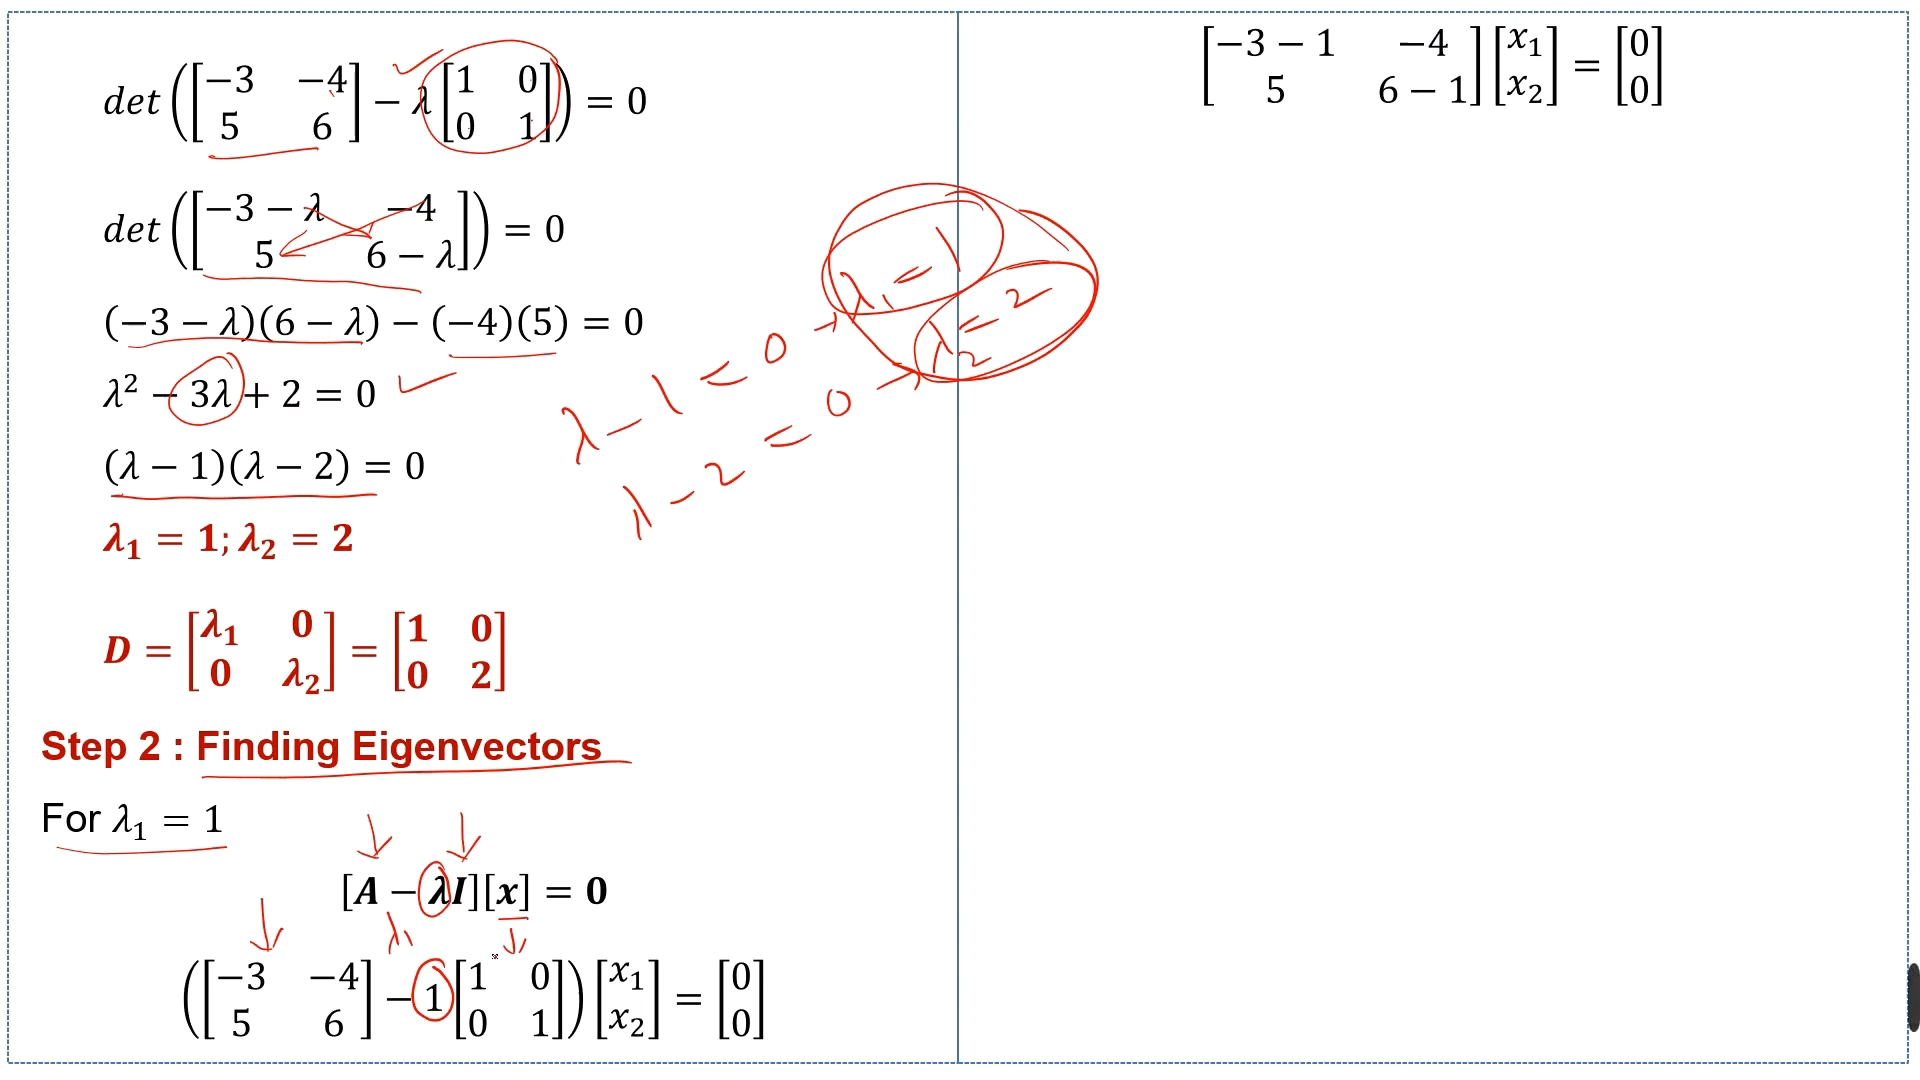 det([−3 −4; 5 6] − λ[1 0; 0 1]) = 0
det([−3 − λ −4; 5 6 − λ]) = 0
(−3 − λ)(6 − λ) − (−4)(5) = 0
λ² − 3λ + 2 = 0
(λ − 1)(λ − 2) = 0
λ₁ = 1; λ₂ = 2
D = [λ₁ 0; 0 λ₂] = [1 0; 0 2]
Step 2 : Finding Eigenvectors
For λ₁ = 1
[A − λI][x] = 0
λ₁
([−3 −4; 5 6] − 1[1 0; 0 1])[x₁; x₂] = [0; 0]
λ − 1 = 0 → λ₁ = 1
λ − 2 = 0 → λ₂ = 2
[−3 − 1 −4; 5 6 − 1][x₁; x₂] = [0; 0]